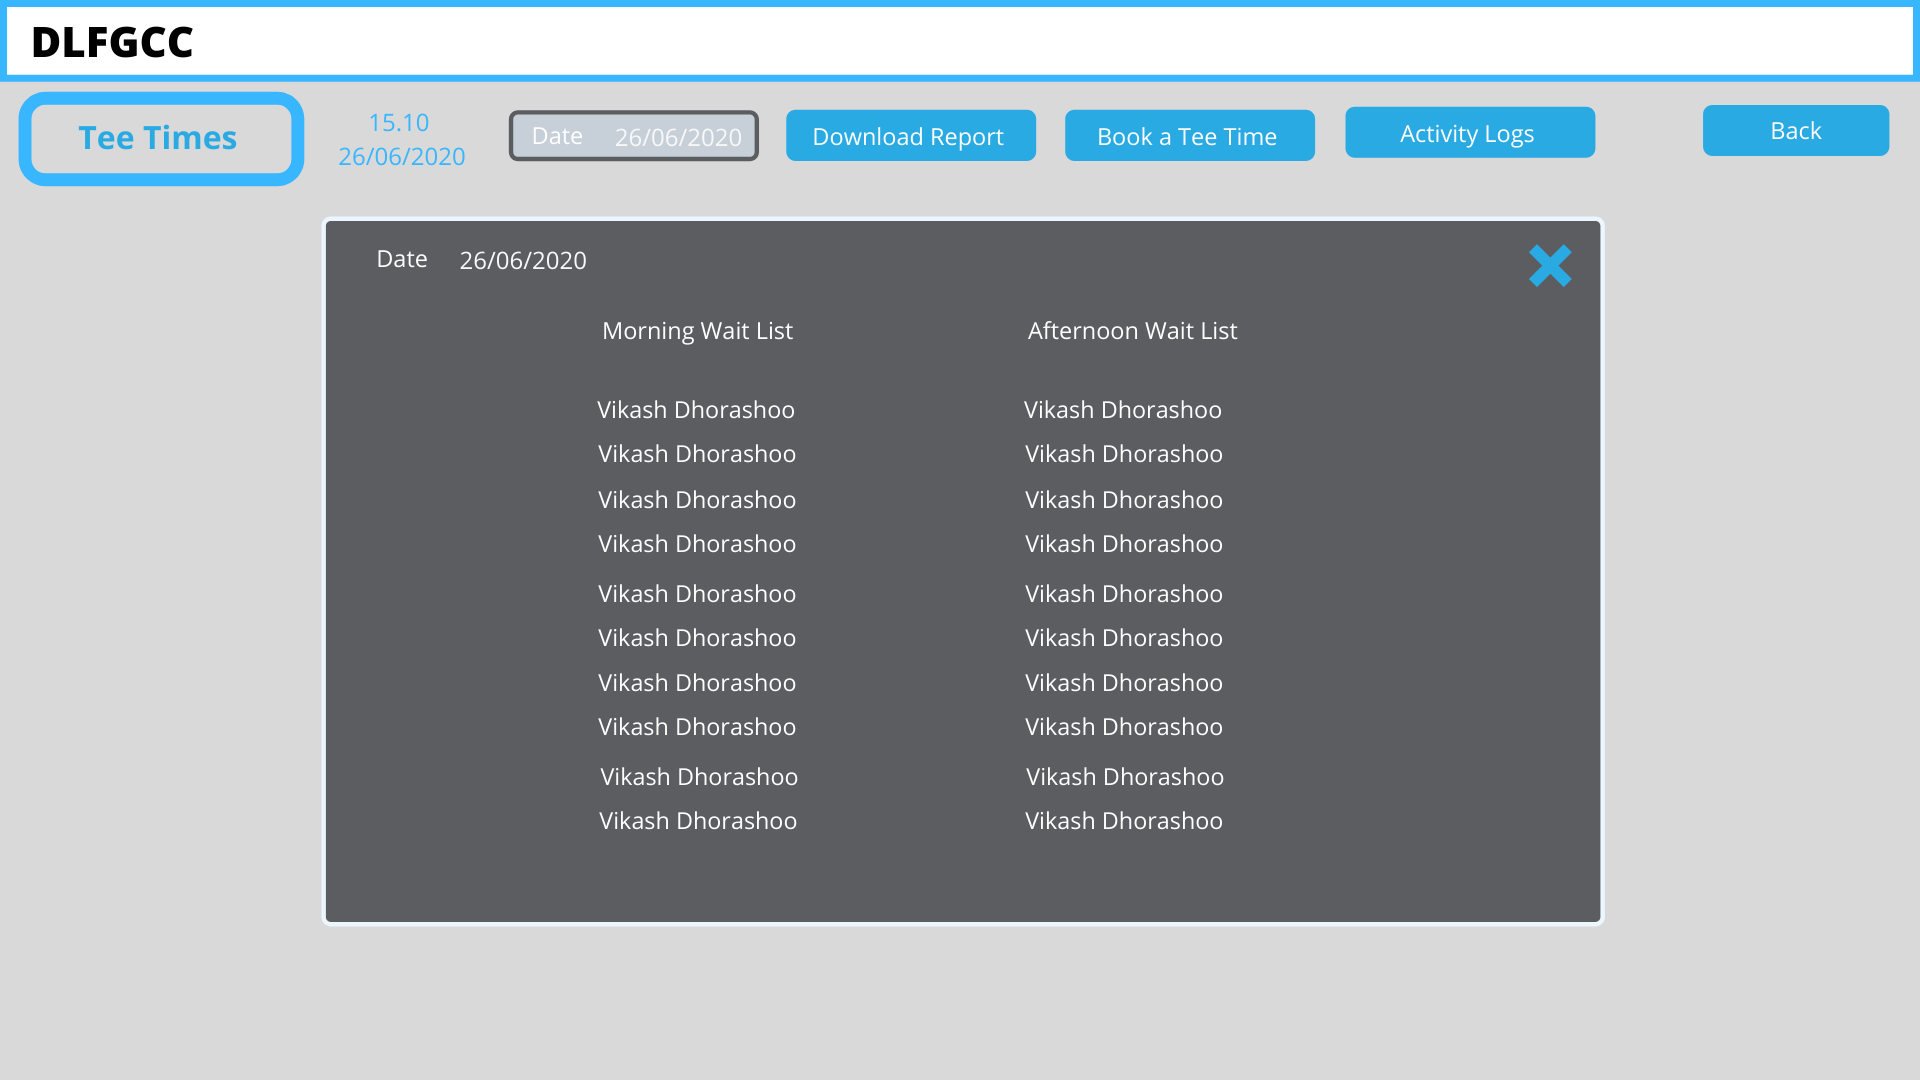 DLFGCC
Tee Times
15.10
26/06/2020
Date 26/06/2020
Download Report
Book a Tee Time
Activity Logs
Back
Date 26/06/2020
Morning Wait List Afternoon Wait List
Vikash Dhorashoo Vikash Dhorashoo
Vikash Dhorashoo Vikash Dhorashoo
Vikash Dhorashoo Vikash Dhorashoo
Vikash Dhorashoo Vikash Dhorashoo
Vikash Dhorashoo Vikash Dhorashoo
Vikash Dhorashoo Vikash Dhorashoo
Vikash Dhorashoo Vikash Dhorashoo
Vikash Dhorashoo Vikash Dhorashoo
Vikash Dhorashoo Vikash Dhorashoo
Vikash Dhorashoo Vikash Dhorashoo